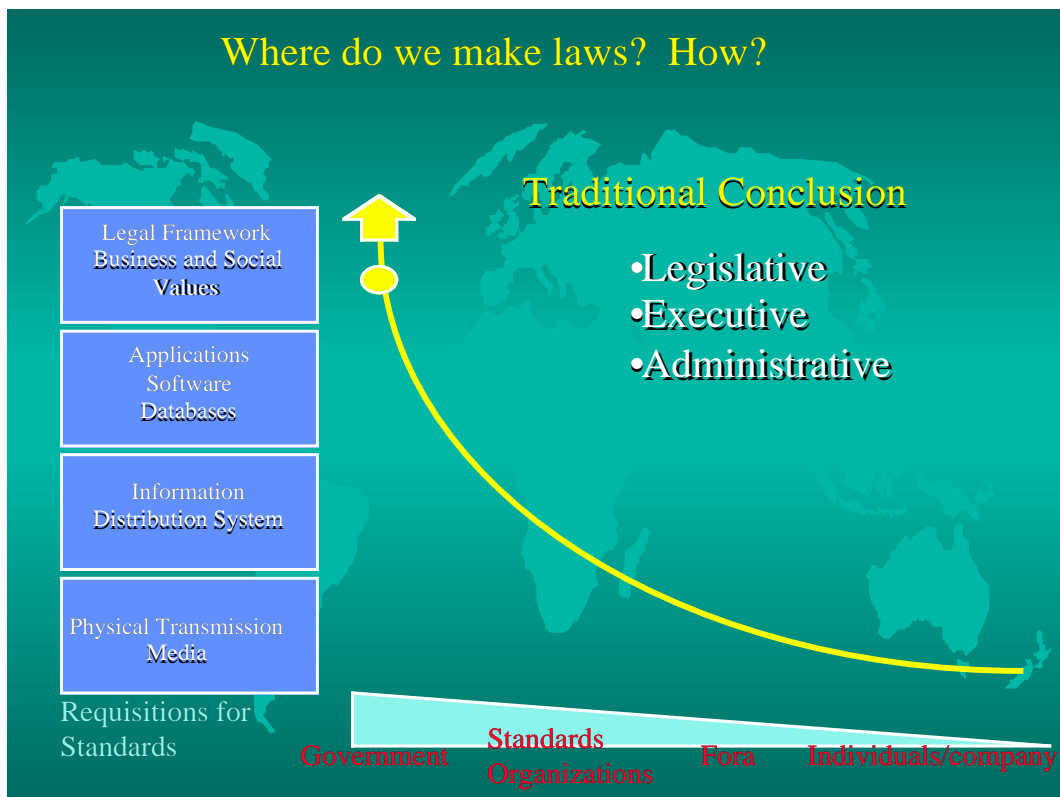 Where do we make laws? How?
Traditional Conclusion
•Legislative
•Executive
•Administrative
Legal Framework
Business and Social
Values
Applications
Software
Databases
Information
Distribution System
Physical Transmission
Media
Requisitions for
Standards
Government
Standards
Organizations
Fora
Individuals/company